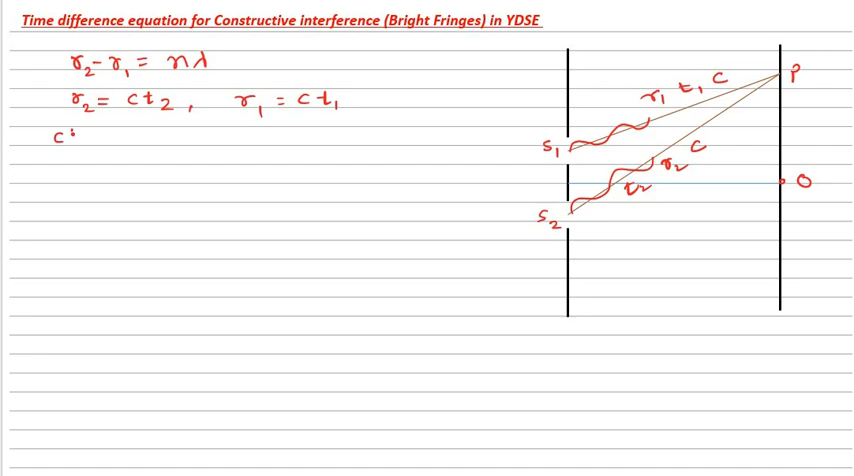 Time difference equation for Constructive interference (Bright Fringes) in YDSE
r₂ - r₁ = nλ
r₂ = ct₂, r₁ = ct₁
c
r₁ t₁ c
P
S₁
r₂ c
t₂
O
S₂